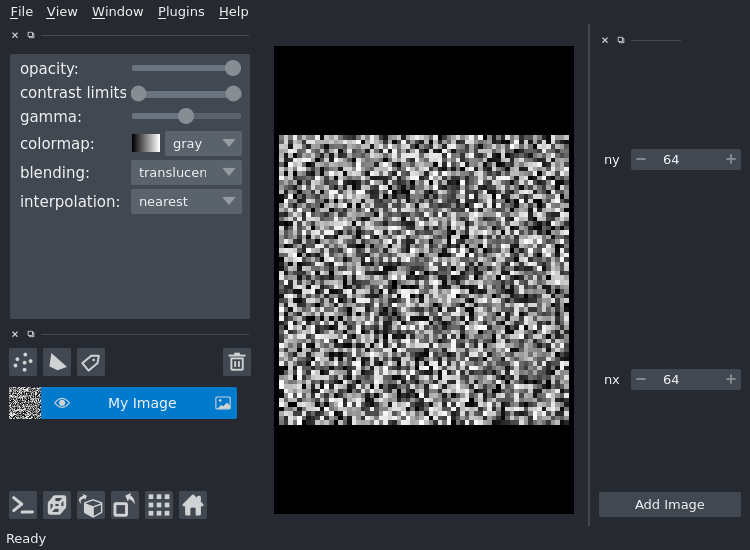 File View Window Plugins Help
opacity:
contrast limits
gamma:
colormap: gray
blending: translucen
interpolation: nearest
My Image
ny 64
nx 64
Add Image
Ready